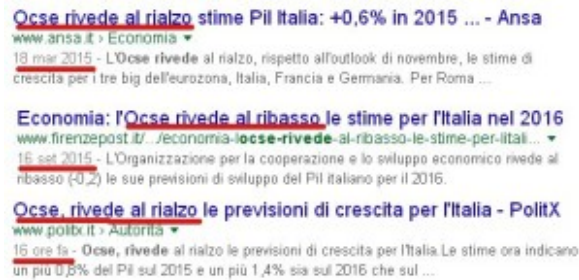 Ocse rivede al rialzo stime Pil Italia: +0,6% in 2015 ... - Ansa
www.ansa.it › Economia ▼
18 mar 2015 - L'Ocse rivede al rialzo, rispetto all'outlook di novembre, le stime di
crescita per i tre big dell'eurozona, Italia, Francia e Germania. Per Roma ...
Economia: l'Ocse rivede al ribasso le stime per l'Italia nel 2016
www.firenzepost.it/.../economia-locse-rivede-al-ribasso-le-stime-per-litali... ▼
16 set 2015 - L'Organizzazione per la cooperazione e lo sviluppo economico rivede al
ribasso (-0,2) le sue previsioni di sviluppo del Pil italiano per il 2016.
Ocse, rivede al rialzo le previsioni di crescita per l'Italia - PolitX
www.politx.it › Autorità ▼
16 ore fa - Ocse, rivede al rialzo le previsioni di crescita per l'Italia.Le stime ora indicano
un più 0,8% del Pil sul 2015 e un più 1,4% sia sul 2016 che sul ...